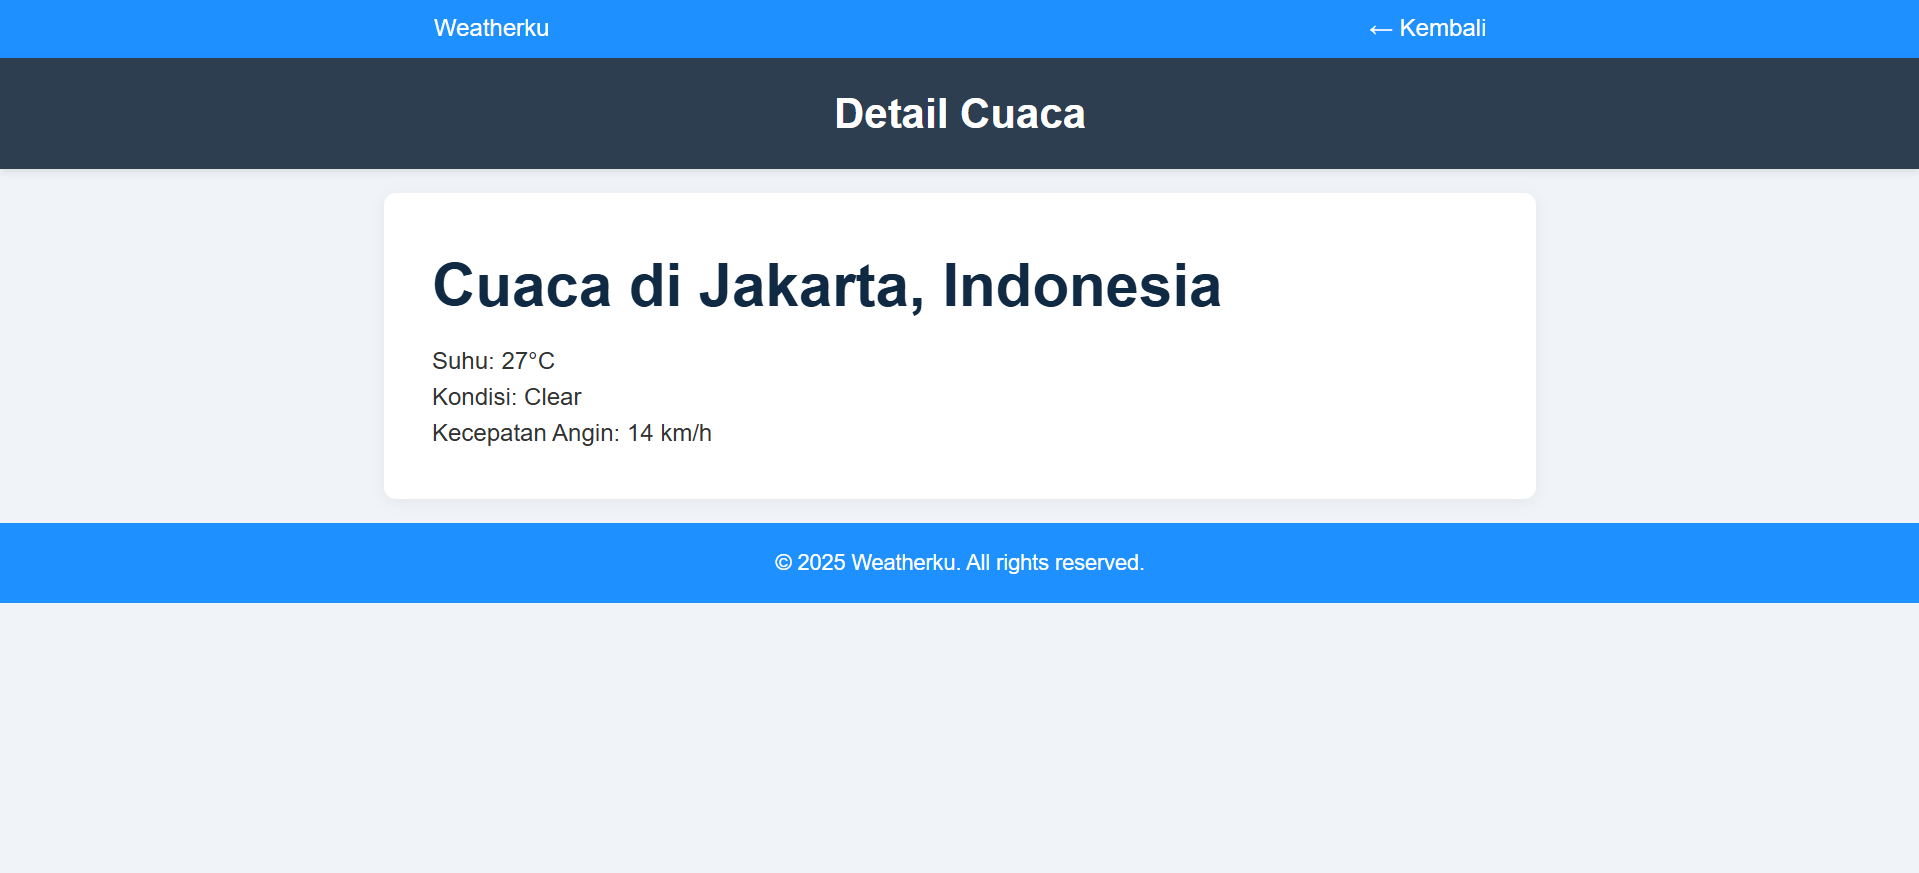 Weatherku
← Kembali
Detail Cuaca
Cuaca di Jakarta, Indonesia
Suhu: 27°C
Kondisi: Clear
Kecepatan Angin: 14 km/h
© 2025 Weatherku. All rights reserved.